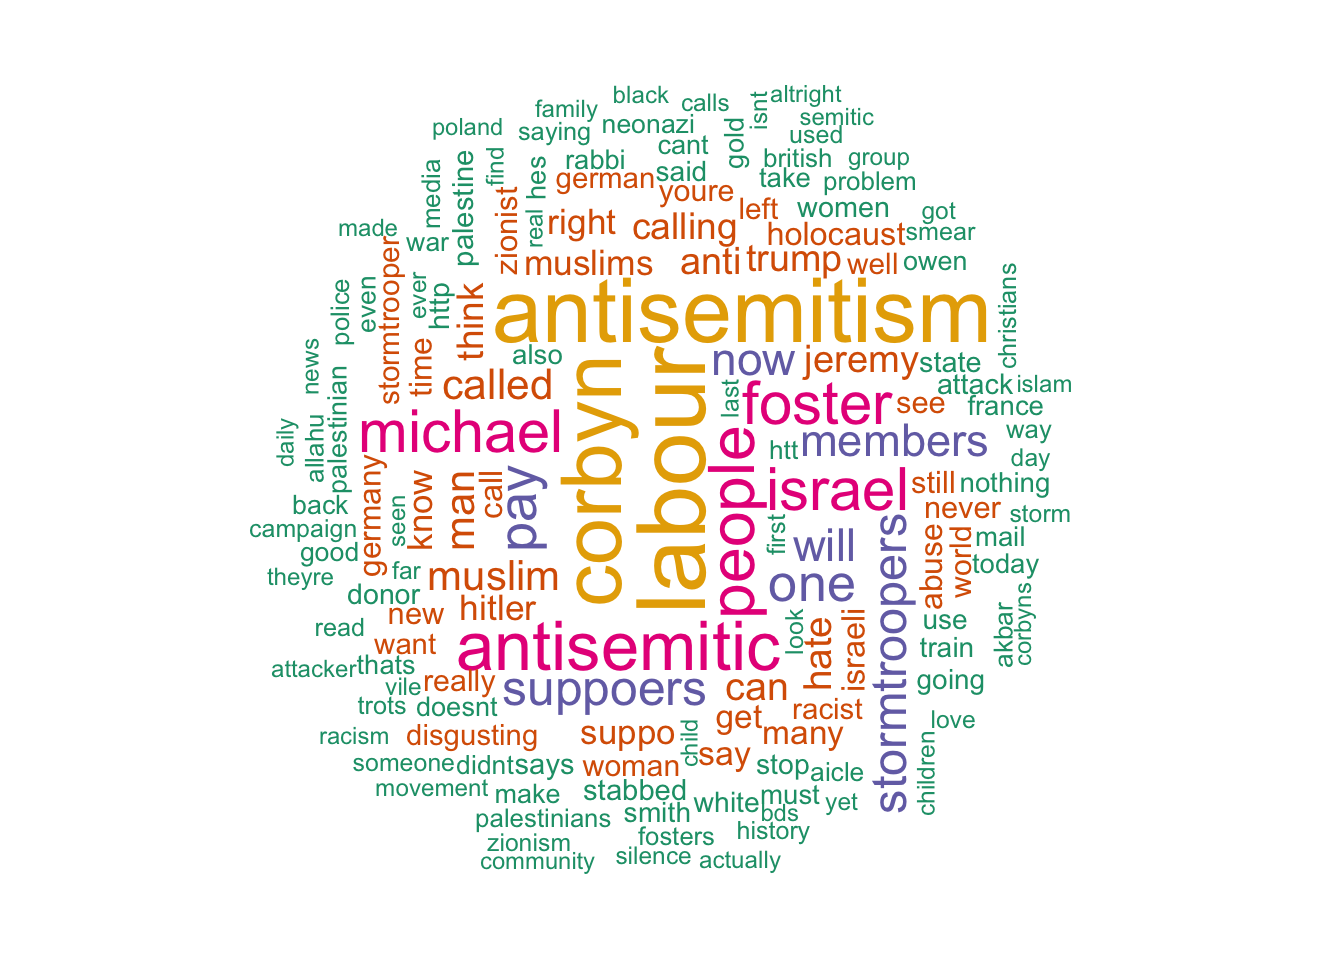 black
calls
isnt
altright
family
semitic
poland
saying
neonazi
used
cant
gold
british
group
rabbi
said
find
hes
german
youre
take
problem
media
palestine
zionist
real
right
calling
left
women
got
made
war
holocaust
smear
stormtrooper
muslims
anti
trump
well
owen
christians
police
even
ever
http
think
antisemitism
news
time
also
now
jeremy
state
called
corbyn
labour
last
foster
see
attack
islam
france
daily
allahu
palestinian
michael
people
htt
members
way
day
germany
know
man
call
pay
israel
still
nothing
back
seen
first
will
never
storm
campaign
good
abuse
world
mail
theyre
far
muslim
one
stormtroopers
today
donor
new
hitler
look
hate
israeli
use
akbar
corbyns
read
want
antisemitic
train
attacker
thats
vile
really
suppoers
can
going
trots
doesnt
get
racist
love
racism
disgusting
suppo
child
say
many
children
someone
didnt
says
woman
stop
aicle
movement
make
stabbed
white
must
yet
palestinians
smith
bds
fosters
history
zionism
community
silence
actually